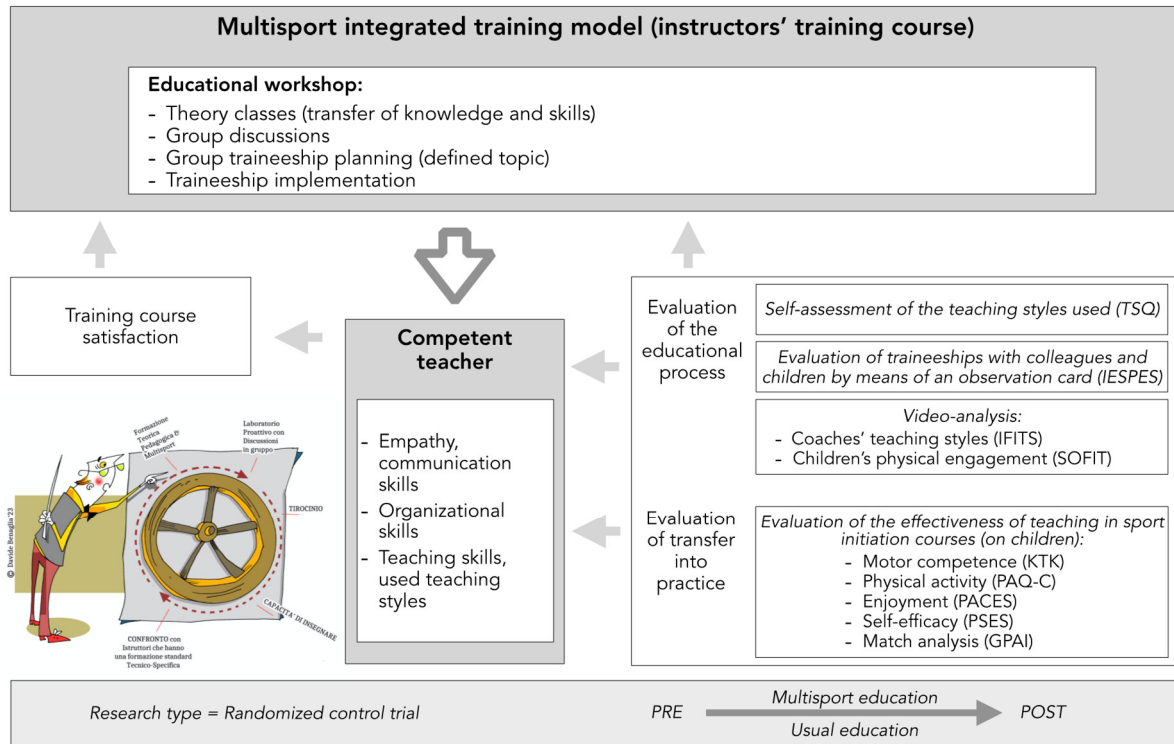 Multisport integrated training model (instructors’ training course)
Educational workshop:
- Theory classes (transfer of knowledge and skills)
- Group discussions
- Group traineeship planning (defined topic)
- Traineeship implementation
Training course
satisfaction
Competent
teacher
- Empathy,
communication
skills
- Organizational
skills
- Teaching skills,
used teaching
styles
Evaluation
of the
educational
process
Self-assessment of the teaching styles used (TSQ)
Evaluation of traineeships with colleagues and
children by means of an observation card (IESPES)
Video-analysis:
- Coaches’ teaching styles (IFITS)
- Children’s physical engagement (SOFIT)
Evaluation
of transfer
into
practice
Evaluation of the effectiveness of teaching in sport
initiation courses (on children):
- Motor competence (KTK)
- Physical activity (PAQ-C)
- Enjoyment (PACES)
- Self-efficacy (PSES)
- Match analysis (GPAI)
© Davide Benaglia '23
Formazione
Teorica
Pedagogica &
Multisport
Laboratorio
Proattivo con
Discussioni
in gruppo
TIROCINIO
CAPACITA' DI INSEGNARE
CONFRONTO con
Istruttori che hanno
una formazione standard
Tecnico-Specifica
Research type = Randomized control trial
PRE
Multisport education
Usual education
POST